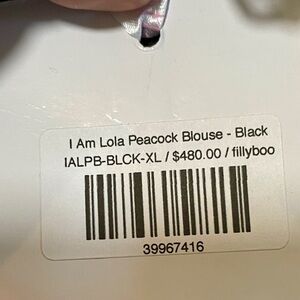 I Am Lola Peacock Blouse - Black
IALPB-BLCK-XL / $480.00 / fillyboo
39967416